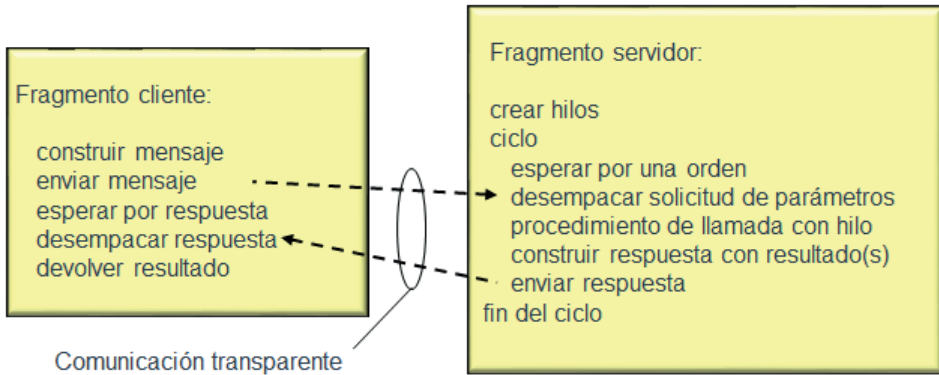 Fragmento cliente:
construir mensaje
enviar mensaje
esperar por respuesta
desempacar respuesta
devolver resultado
Fragmento servidor:
crear hilos
ciclo
esperar por una orden
desempacar solicitud de parámetros
procedimiento de llamada con hilo
construir respuesta con resultado(s)
enviar respuesta
fin del ciclo
Comunicación transparente